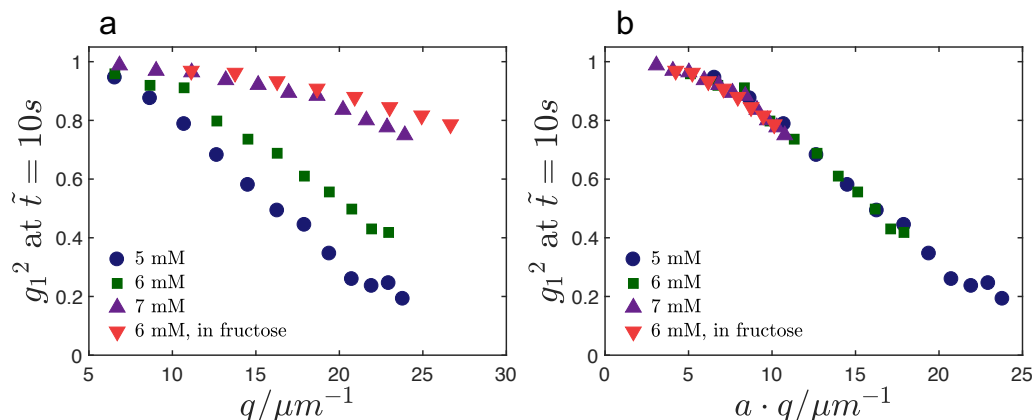 a
g₁² at t̃ = 10s
1
0.8
0.6
0.4
0.2
0
5 mM
6 mM
7 mM
6 mM, in fructose
5 10 15 20 25 30
q/μm⁻¹
b
g₁² at t̃ = 10s
1
0.8
0.6
0.4
0.2
0
5 mM
6 mM
7 mM
6 mM, in fructose
0 5 10 15 20 25
a · q/μm⁻¹